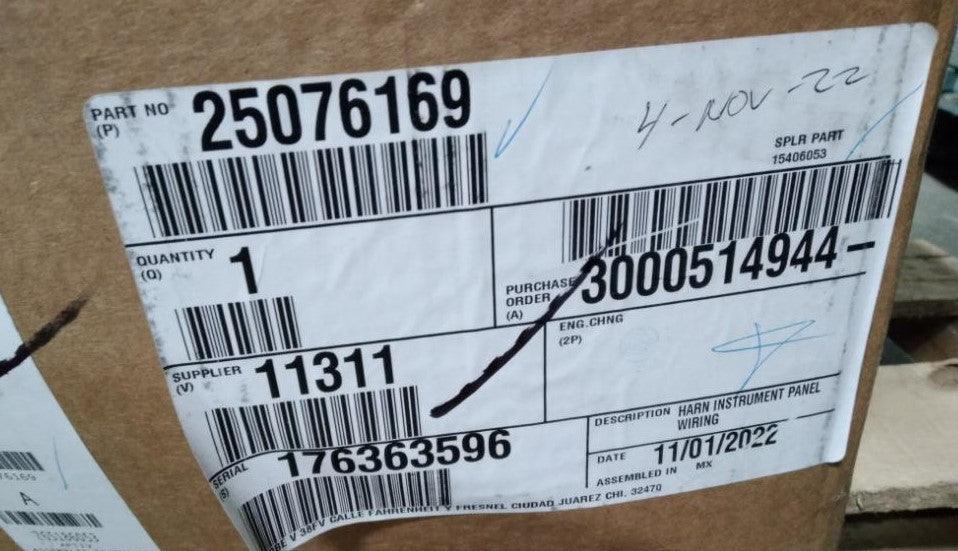 PART NO
(P)
25076169
4-NOV-22
SPLR PART
15406053
QUANTITY
(Q)
1
PURCHASE
ORDER
(A)
3000514944-
SUPPLIER
(V)
11311
ENG.CHNG
(2P)
SERIAL
(S)
176363596
DESCRIPTION HARN INSTRUMENT PANEL
WIRING
DATE 11/01/2022
ASSEMBLED IN MX
V 38FV CALLE FAHRENHEIT Y FRESNEL CIUDAD JUAREZ CHI. 32470
76169
A